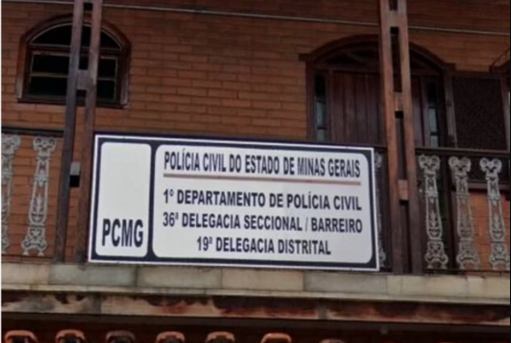 POLÍCIA CIVIL DO ESTADO DE MINAS GERAIS
1º DEPARTAMENTO DE POLÍCIA CIVIL
36ª DELEGACIA SECCIONAL / BARREIRO
19ª DELEGACIA DISTRITAL
PCMG